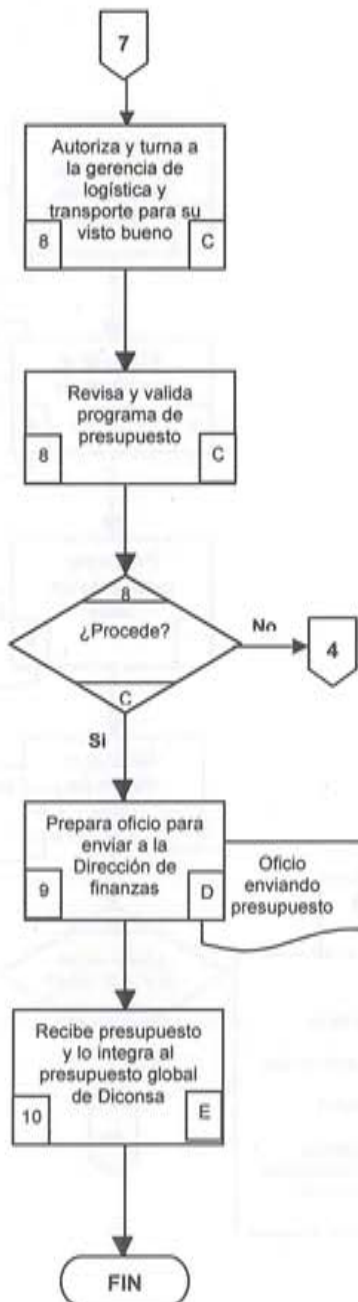 7
Autoriza y turna a
la gerencia de
logística y
transporte para su
visto bueno
8
C
Revisa y valida
programa de
presupuesto
8
C
8
¿Procede?
C
No
4
Si
Prepara oficio para
enviar a la
Dirección de
finanzas
9
D
Oficio
enviando
presupuesto
Recibe presupuesto
y lo integra al
presupuesto global
de Diconsa
10
E
FIN